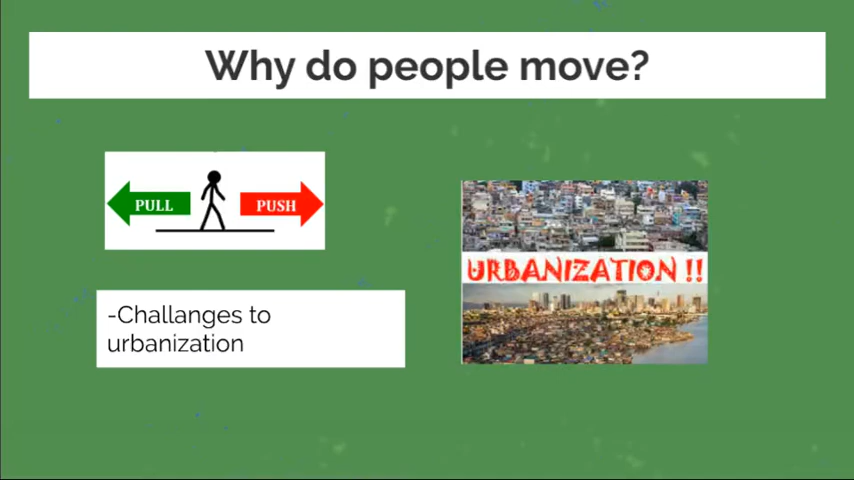 Why do people move?
PULL PUSH
URBANIZATION !!
-Challanges to
urbanization